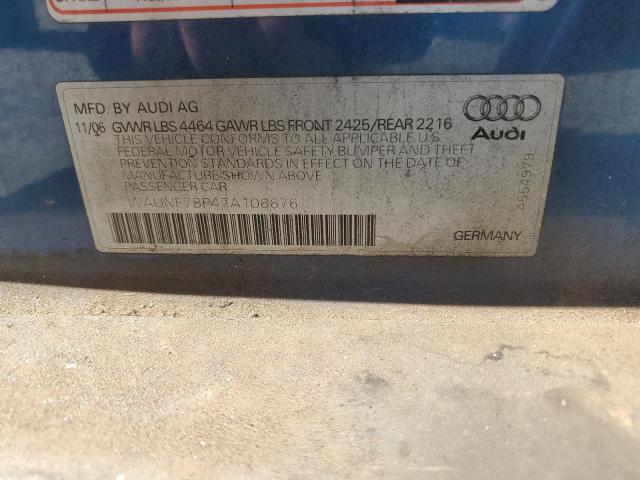 MFD. BY AUDI AG
11/06 GVWR LBS 4464 GAWR LBS FRONT 2425/REAR 2216
THIS VEHICLE CONFORMS TO ALL APPLICABLE U.S.
FEDERAL MOTOR VEHICLE SAFETY BUMPER AND THEFT
PREVENTION STANDARDS IN EFFECT ON THE DATE OF
MANUFACTURE SHOWN ABOVE
PASSENGER CAR
WAUNF78P47A106676
Audi
4554979
GERMANY